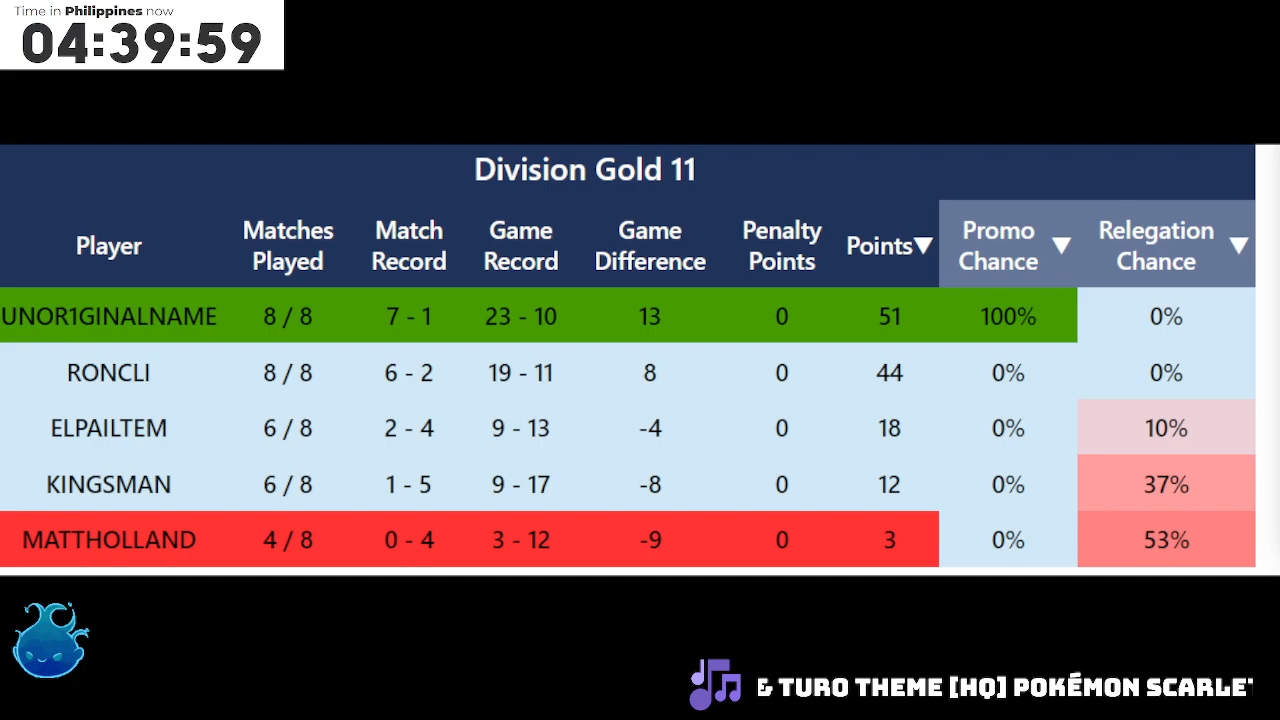 Time in Philippines now
04:39:59
Division Gold 11
Player Matches Played Match Record Game Record Game Difference Penalty Points Points▼ Promo Chance ▼ Relegation Chance ▼
UNOR1GINALNAME 8 / 8 7 - 1 23 - 10 13 0 51 100% 0%
RONCLI 8 / 8 6 - 2 19 - 11 8 0 44 0% 0%
ELPAILTEM 6 / 8 2 - 4 9 - 13 -4 0 18 0% 10%
KINGSMAN 6 / 8 1 - 5 9 - 17 -8 0 12 0% 37%
MATTHOLLAND 4 / 8 0 - 4 3 - 12 -9 0 3 0% 53%
& TURO THEME [HQ] POKÉMON SCARLET